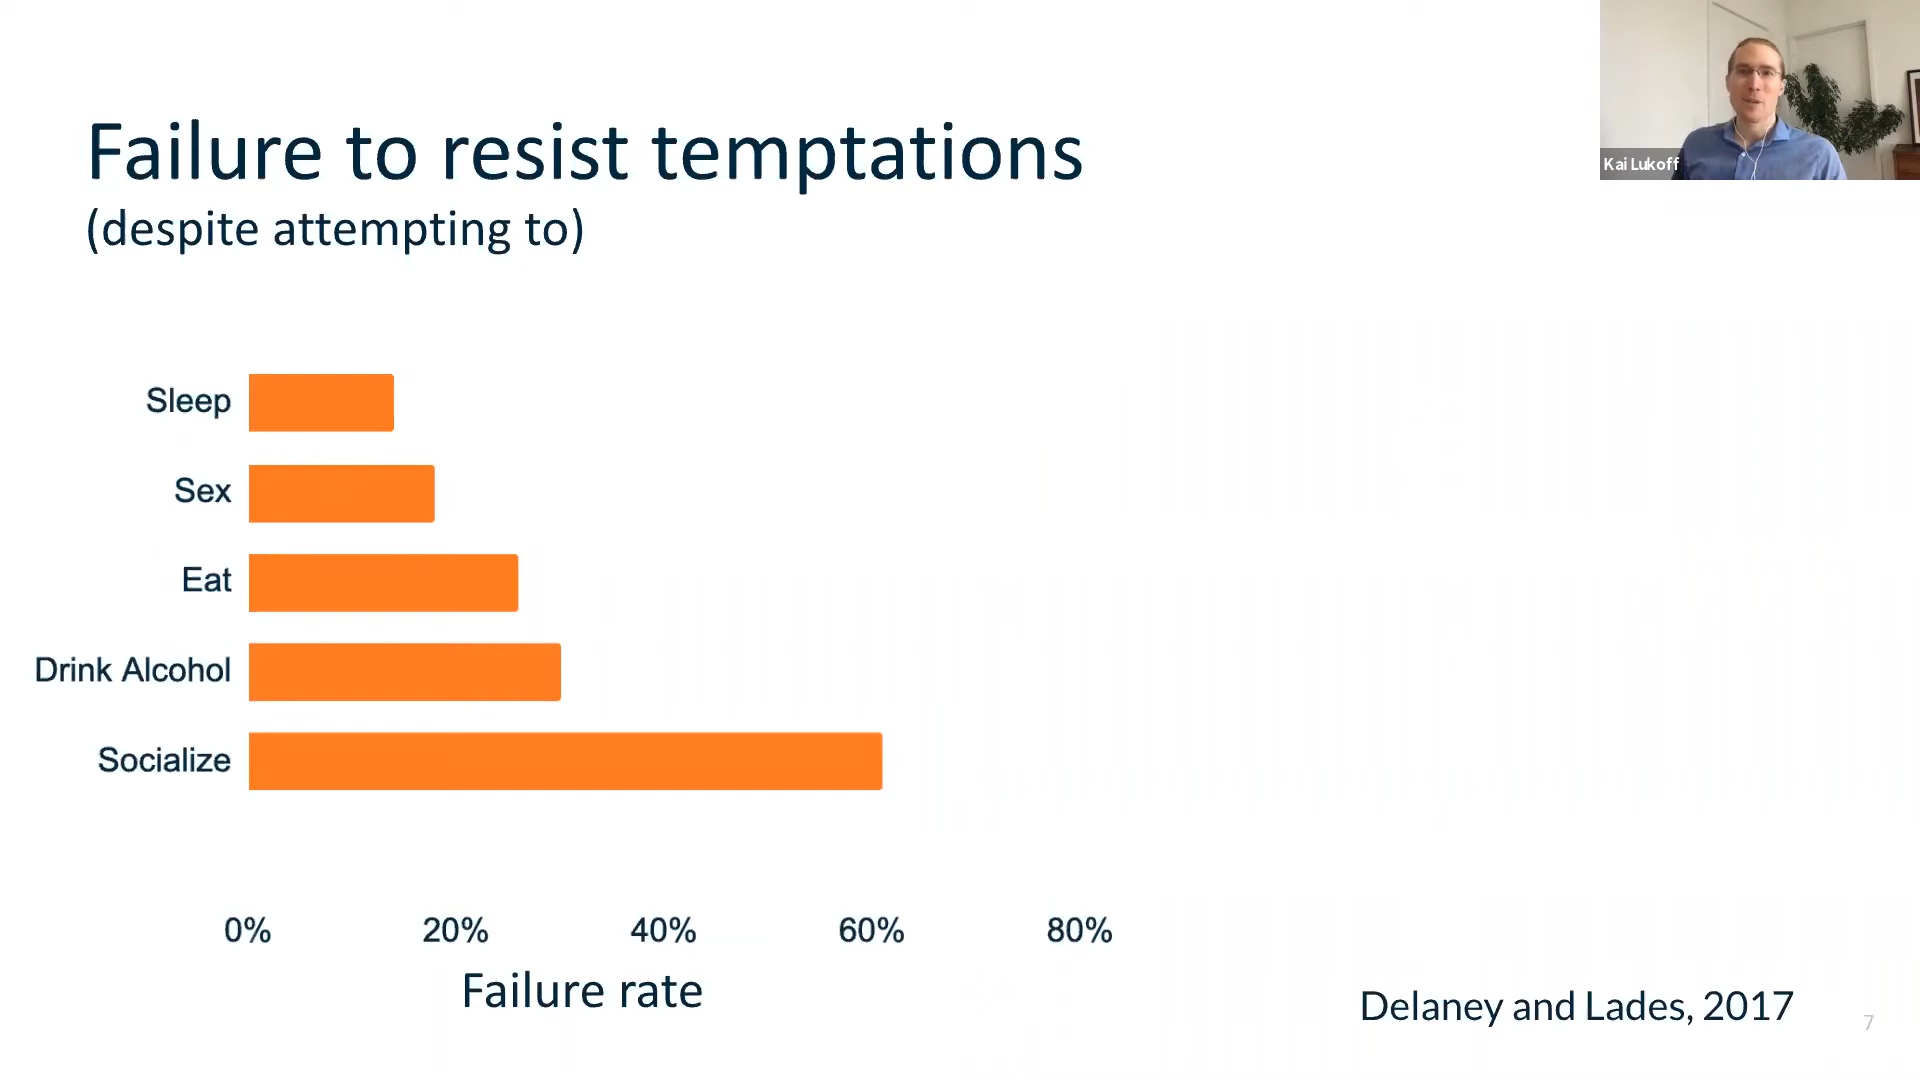 Failure to resist temptations
(despite attempting to)
Kai Lukoff
Sleep
Sex
Eat
Drink Alcohol
Socialize
0% 20% 40% 60% 80%
Failure rate
Delaney and Lades, 2017
7